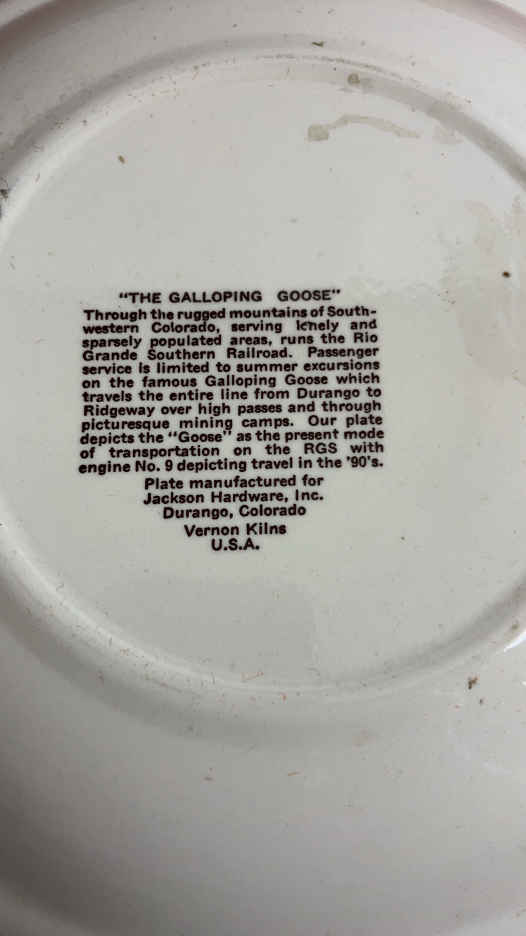 "THE GALLOPING GOOSE"
Through the rugged mountains of South-
western Colorado, serving lonely and
sparsely populated areas, runs the Rio
Grande Southern Railroad. Passenger
service is limited to summer excursions
on the famous Galloping Goose which
travels the entire line from Durango to
Ridgeway over high passes and through
picturesque mining camps. Our plate
depicts the "Goose" as the present mode
of transportation on the RGS with
engine No. 9 depicting travel in the '90's.
Plate manufactured for
Jackson Hardware, Inc.
Durango, Colorado
Vernon Kilns
U.S.A.